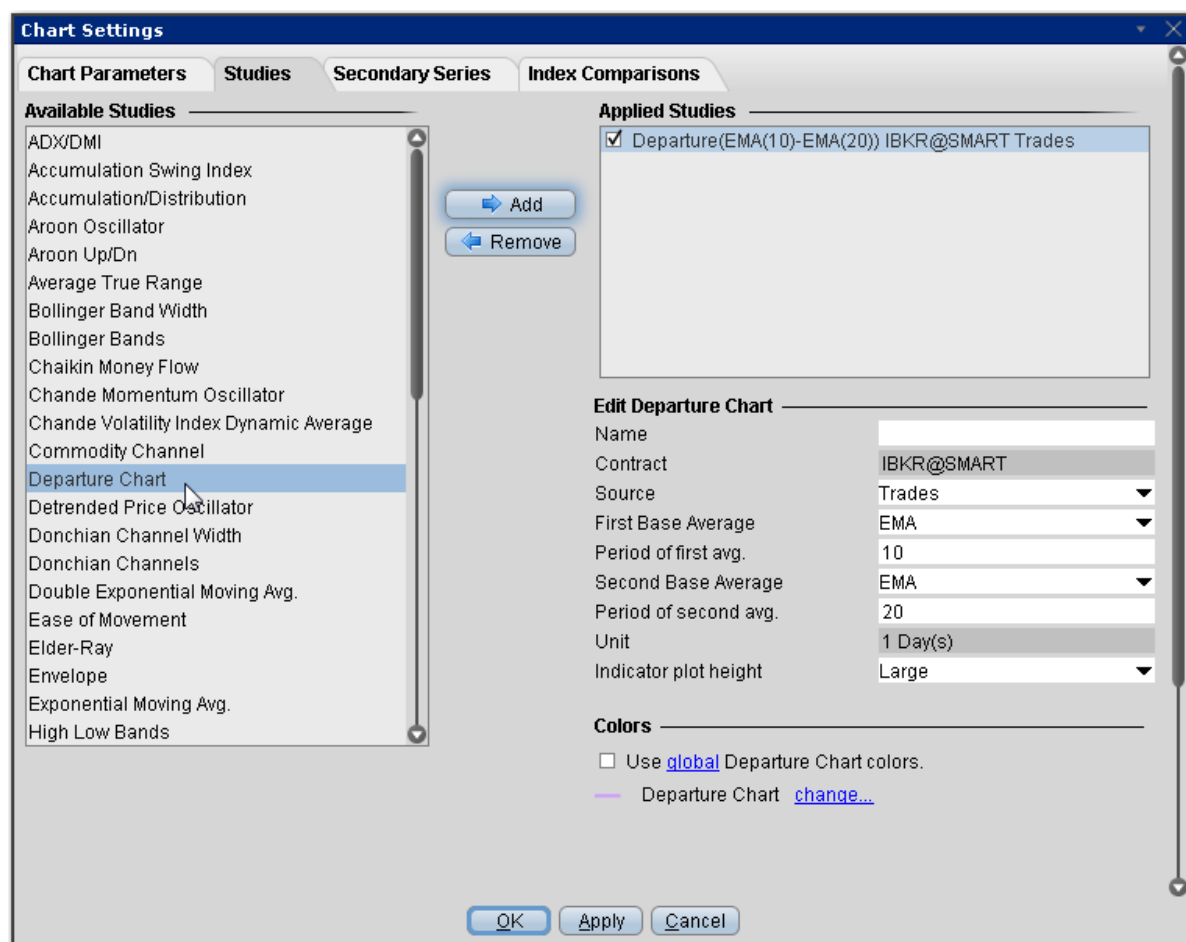 Chart Settings
Chart Parameters
Studies
Secondary Series
Index Comparisons
Available Studies
ADX/DMI
Accumulation Swing Index
Accumulation/Distribution
Aroon Oscillator
Aroon Up/Dn
Average True Range
Bollinger Band Width
Bollinger Bands
Chaikin Money Flow
Chande Momentum Oscillator
Chande Volatility Index Dynamic Average
Commodity Channel
Departure Chart
Detrended Price Oscillator
Donchian Channel Width
Donchian Channels
Double Exponential Moving Avg.
Ease of Movement
Elder-Ray
Envelope
Exponential Moving Avg.
High Low Bands
Add
Remove
Applied Studies
Departure(EMA(10)-EMA(20)) IBKR@SMART Trades
Edit Departure Chart
Name
Contract IBKR@SMART
Source Trades
First Base Average EMA
Period of first avg. 10
Second Base Average EMA
Period of second avg. 20
Unit 1 Day(s)
Indicator plot height Large
Colors
Use global Departure Chart colors.
Departure Chart change...
OK Apply Cancel